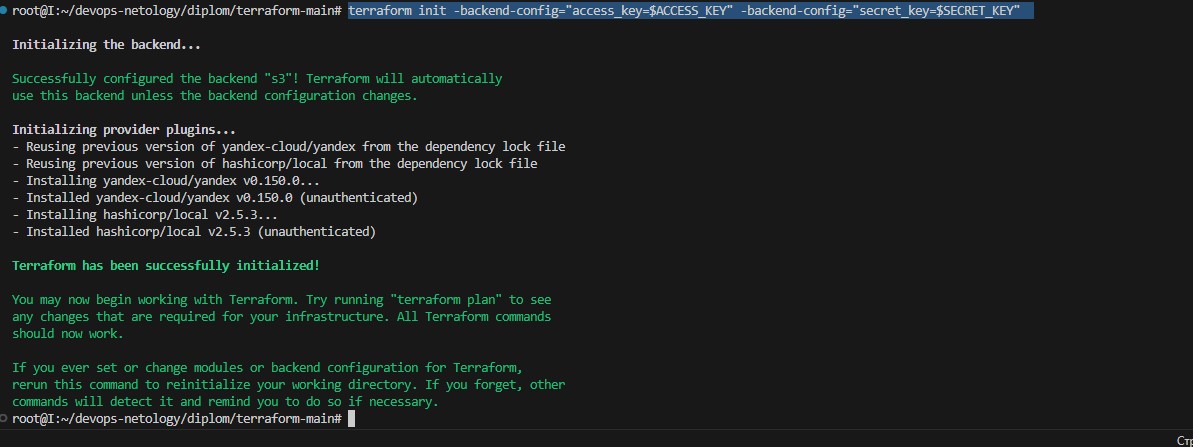 root@I:~/devops-netology/diplom/terraform-main# terraform init -backend-config="access_key=$ACCESS_KEY" -backend-config="secret_key=$SECRET_KEY"
Initializing the backend...
Successfully configured the backend "s3"! Terraform will automatically
use this backend unless the backend configuration changes.
Initializing provider plugins...
- Reusing previous version of yandex-cloud/yandex from the dependency lock file
- Reusing previous version of hashicorp/local from the dependency lock file
- Installing yandex-cloud/yandex v0.150.0...
- Installed yandex-cloud/yandex v0.150.0 (unauthenticated)
- Installing hashicorp/local v2.5.3...
- Installed hashicorp/local v2.5.3 (unauthenticated)
Terraform has been successfully initialized!
You may now begin working with Terraform. Try running "terraform plan" to see
any changes that are required for your infrastructure. All Terraform commands
should now work.
If you ever set or change modules or backend configuration for Terraform,
rerun this command to reinitialize your working directory. If you forget, other
commands will detect it and remind you to do so if necessary.
root@I:~/devops-netology/diplom/terraform-main#